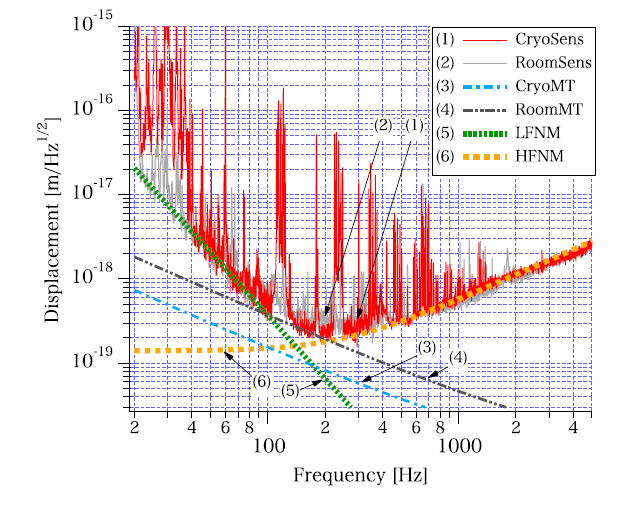 10-15
10-16
10-17
10-18
10-19
Displacement [m/Hz1/2]
(1) CryoSens
(2) RoomSens
(3) CryoMT
(4) RoomMT
(5) LFNM
(6) HFNM
(2) (1)
(3)
(4)
(6)
(5)
2 4 6 8 2 4 6 8 2 4
100 1000
Frequency [Hz]